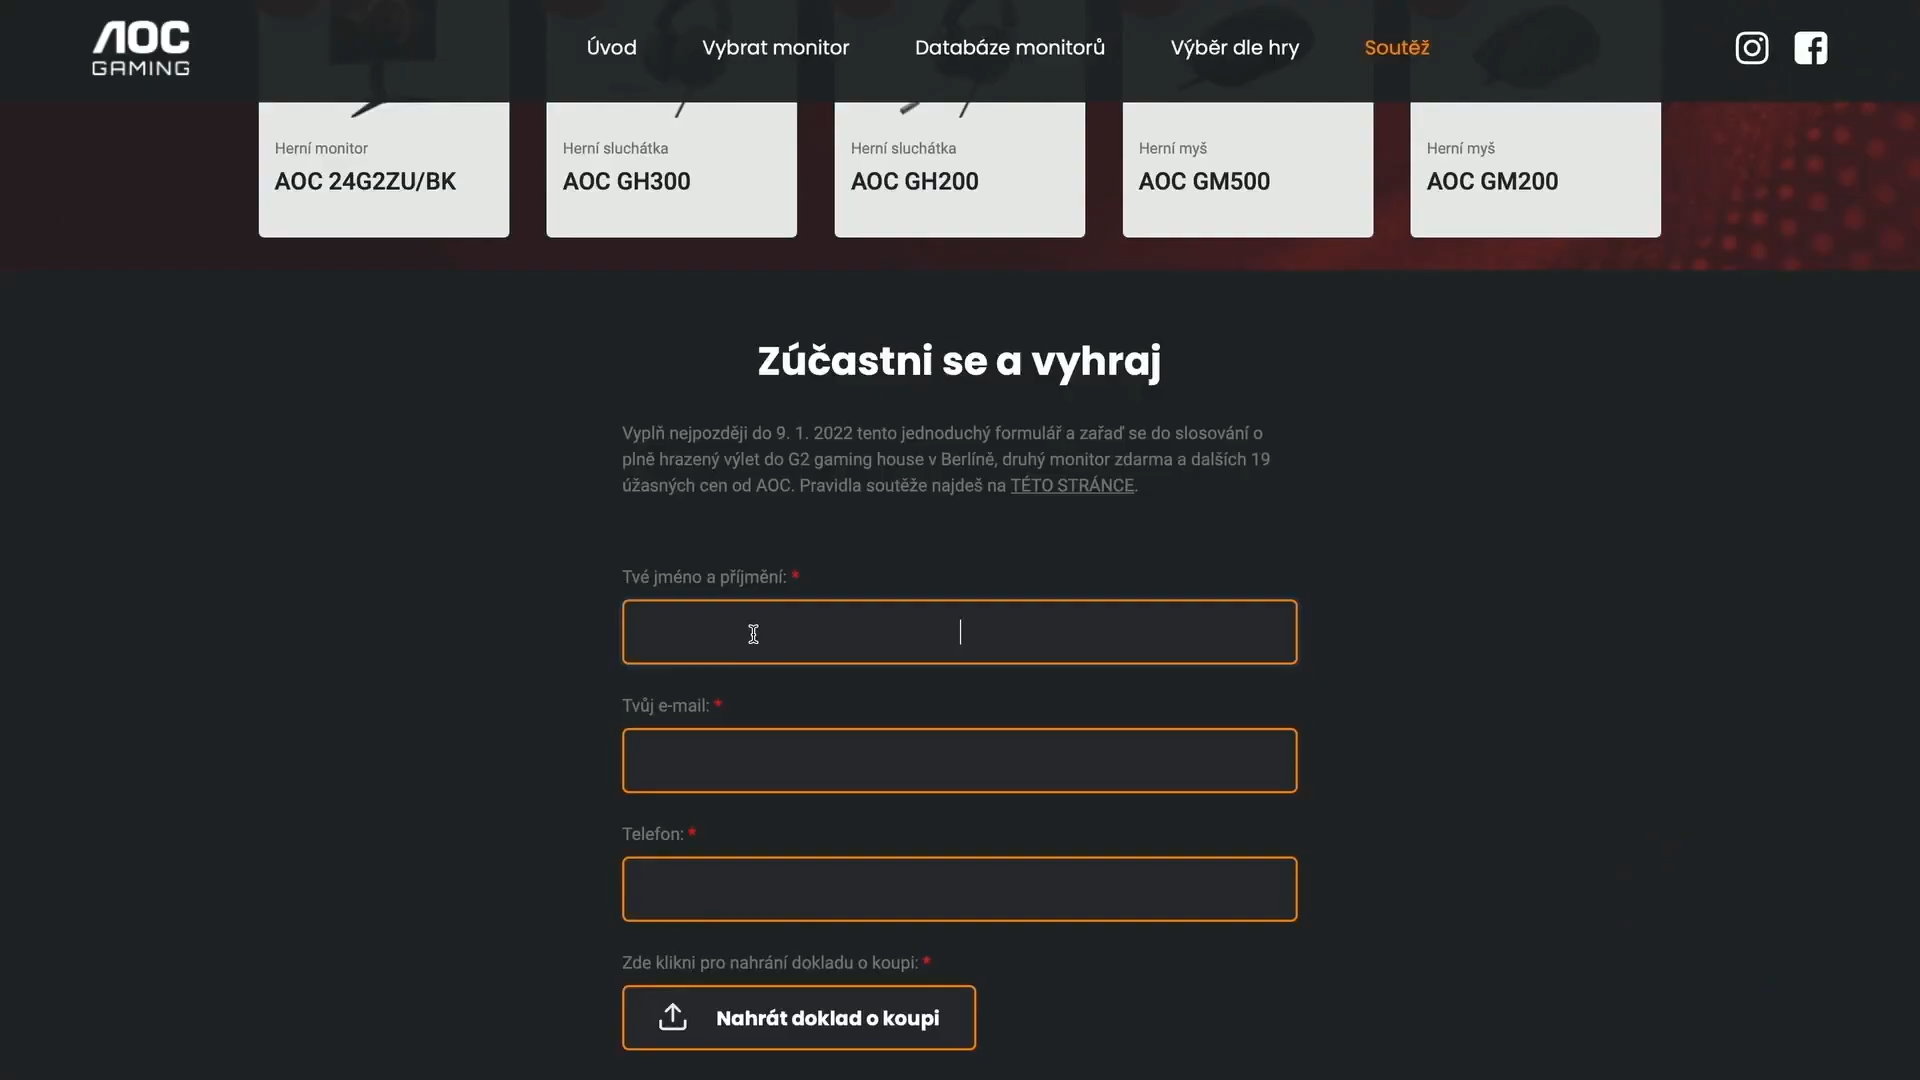 AOC
GAMING
Úvod
Vybrat monitor
Databáze monitorů
Výběr dle hry
Soutěž
Herní monitor
AOC 24G2ZU/BK
Herní sluchátka
AOC GH300
Herní sluchátka
AOC GH200
Herní myš
AOC GM500
Herní myš
AOC GM200
Zúčastni se a vyhraj
Vyplň nejpozději do 9. 1. 2022 tento jednoduchý formulář a zařaď se do slosování o
plně hrazený výlet do G2 gaming house v Berlíně, druhý monitor zdarma a dalších 19
úžasných cen od AOC. Pravidla soutěže najdeš na TÉTO STRÁNCE.
Tvé jméno a příjmění: *
Tvůj e-mail: *
Telefon: *
Zde klikni pro nahrání dokladu o koupi: *
Nahrát doklad o koupi